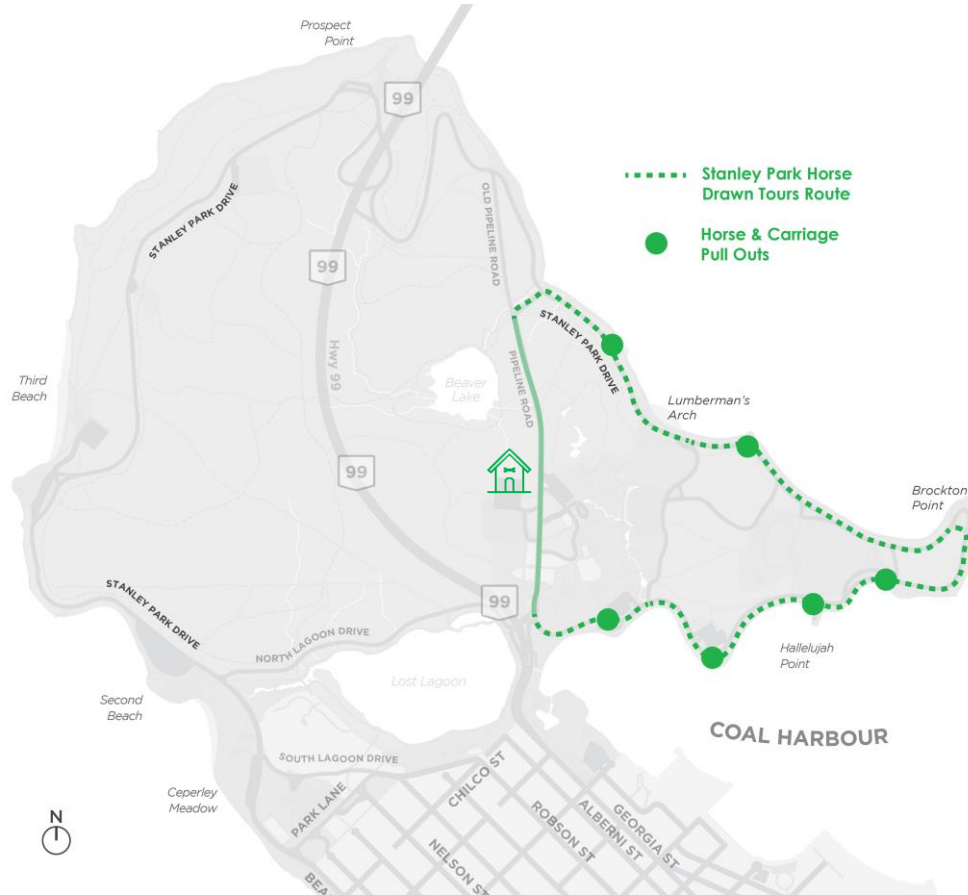 Prospect
Point
99
STANLEY PARK DRIVE
OLD PIPELINE ROAD
Stanley Park Horse
Drawn Tours Route
Horse & Carriage
Pull Outs
99
Hwy 99
STANLEY PARK DRIVE
PIPELINE ROAD
Third
Beach
Beaver
Lake
Lumberman's
Arch
99
Brockton
Point
STANLEY PARK DRIVE
99
NORTH LAGOON DRIVE
Hallelujah
Point
Lost Lagoon
Second
Beach
COAL HARBOUR
SOUTH LAGOON DRIVE
CHILCO ST
Ceperley
Meadow
PARK LANE
GEORGIA ST
ALBERNI ST
ROBSON ST
NELSON ST
BEA
N